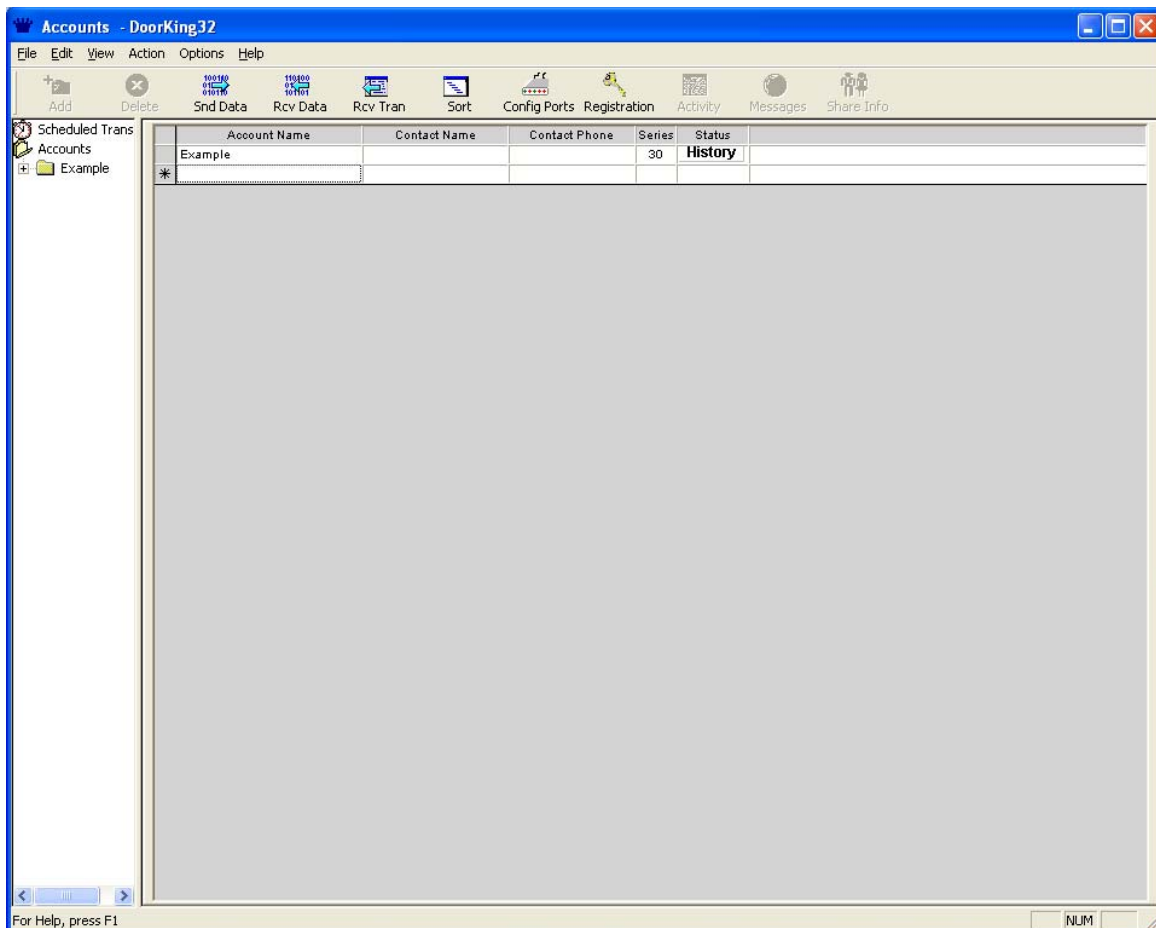 Accounts - DoorKing32
File Edit View Action Options Help
Add Delete Snd Data Rcv Data Rcv Tran Sort Config Ports Registration Activity Messages Share Info
Scheduled Trans
Accounts
Example
Account Name Contact Name Contact Phone Series Status
Example 30 History
For Help, press F1 NUM